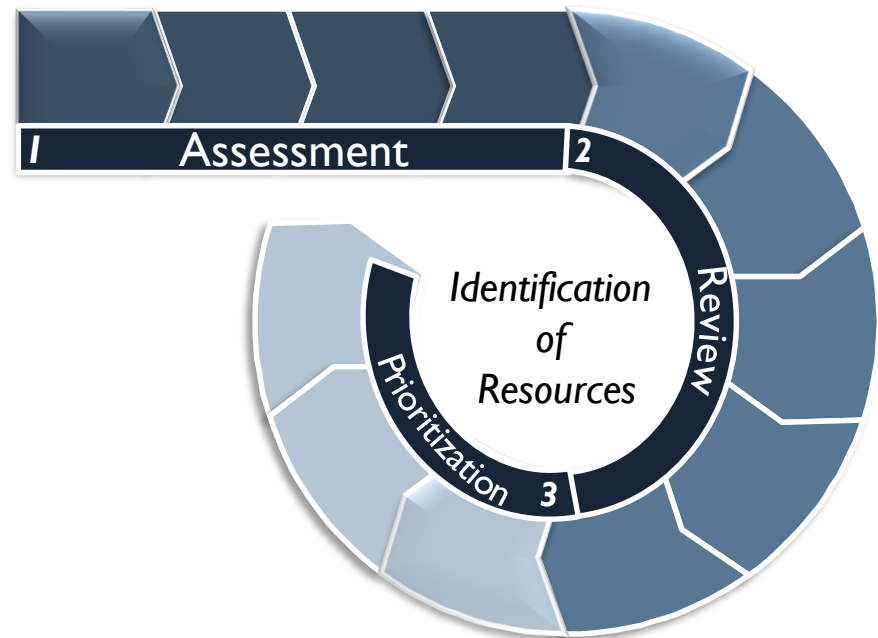 1 Assessment
2 Review
3 Prioritization
Identification
of
Resources